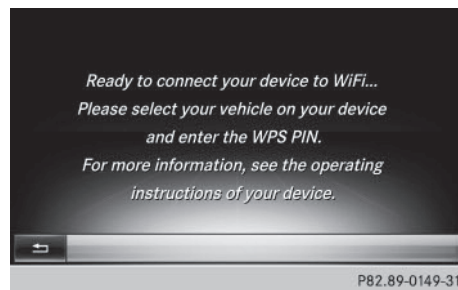 Ready to connect your device to WiFi...
Please select your vehicle on your device
and enter the WPS PIN.
For more information, see the operating
instructions of your device.
P82.89-0149-31